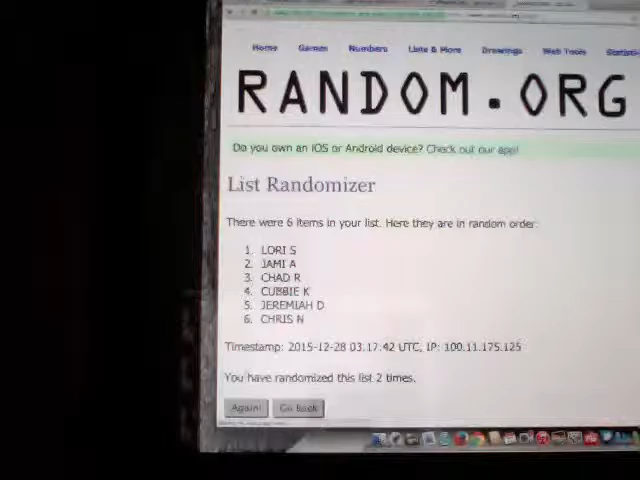 Home Games Numbers Lists & More Drawings Web Tools Statistics
RANDOM.ORG
Do you own an iOS or Android device? Check out our app!
List Randomizer
There were 6 items in your list. Here they are in random order:
1. LORI S
2. JAMI A
3. CHAD R
4. CUBBIE K
5. JEREMIAH D
6. CHRIS N
Timestamp: 2015-12-28 03:17:42 UTC, IP: 100.11.175.125
You have randomized this list 2 times.
Again! Go Back